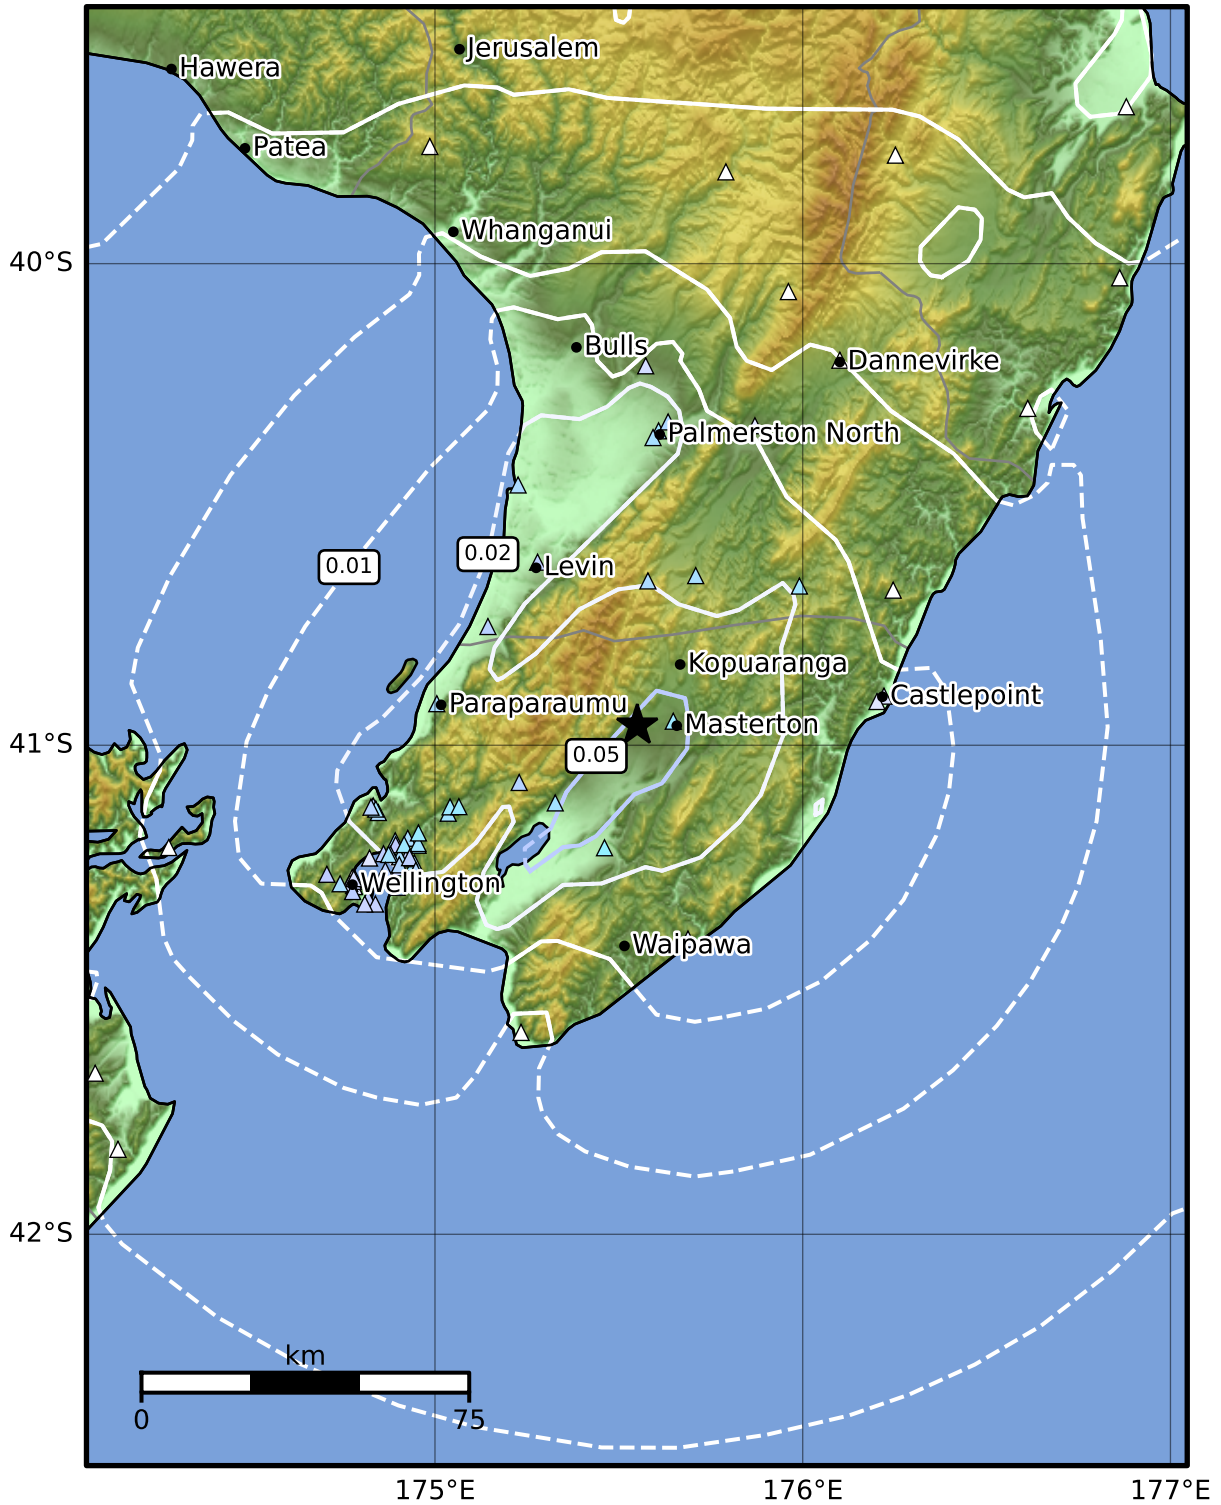 Jerusalem
Hawera
Patea
Whanganui
40°S
Bulls
Dannevirke
Palmerston North
0.02
0.01
Levin
Kopuaranga
Castlepoint
Paraparaumu
Masterton
41°S
0.05
Wellington
Waipawa
42°S
km
0
75
175°E
176°E
177°E